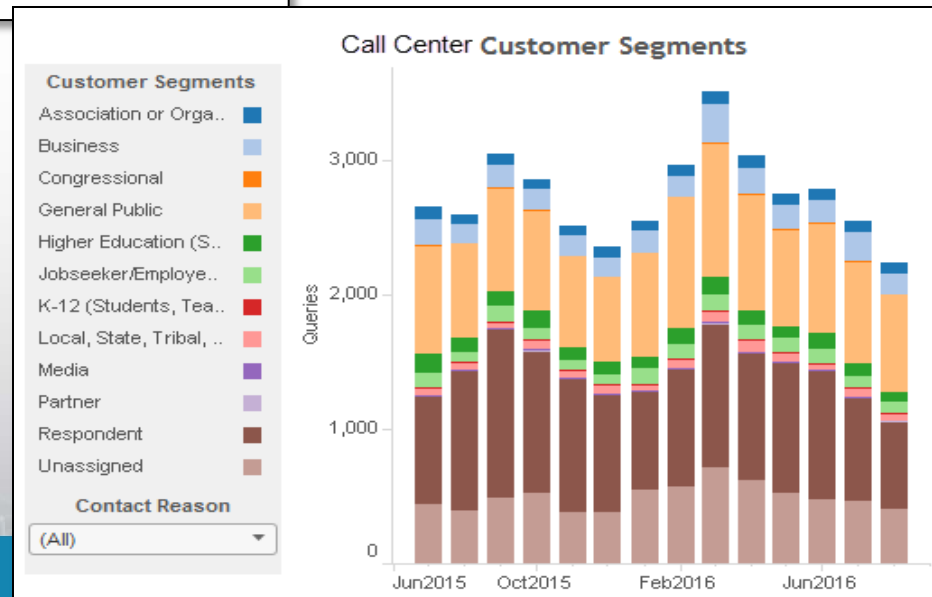 Call Center Customer Segments
Customer Segments
Association or Orga..
Business
Congressional
General Public
Higher Education (S..
Jobseeker/Employe..
K-12 (Students, Tea..
Local, State, Tribal, ..
Media
Partner
Respondent
Unassigned
Contact Reason
(All)
Queries
3,000
2,000
1,000
0
Jun2015 Oct2015 Feb2016 Jun2016